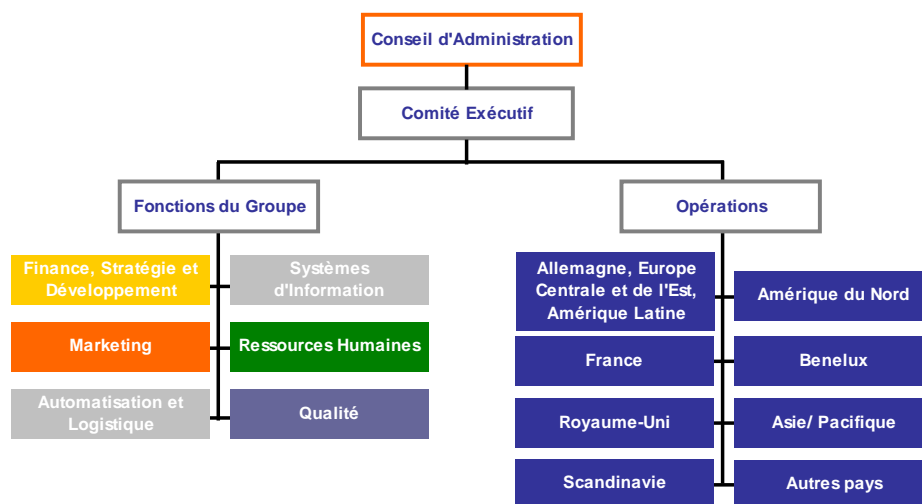 Conseil d'Administration
Comité Exécutif
Fonctions du Groupe
Opérations
Finance, Stratégie et
Développement
Systèmes
d'Information
Marketing
Ressources Humaines
Automatisation et
Logistique
Qualité
Allemagne, Europe
Centrale et de l'Est,
Amérique Latine
Amérique du Nord
France
Benelux
Royaume-Uni
Asie/ Pacifique
Scandinavie
Autres pays